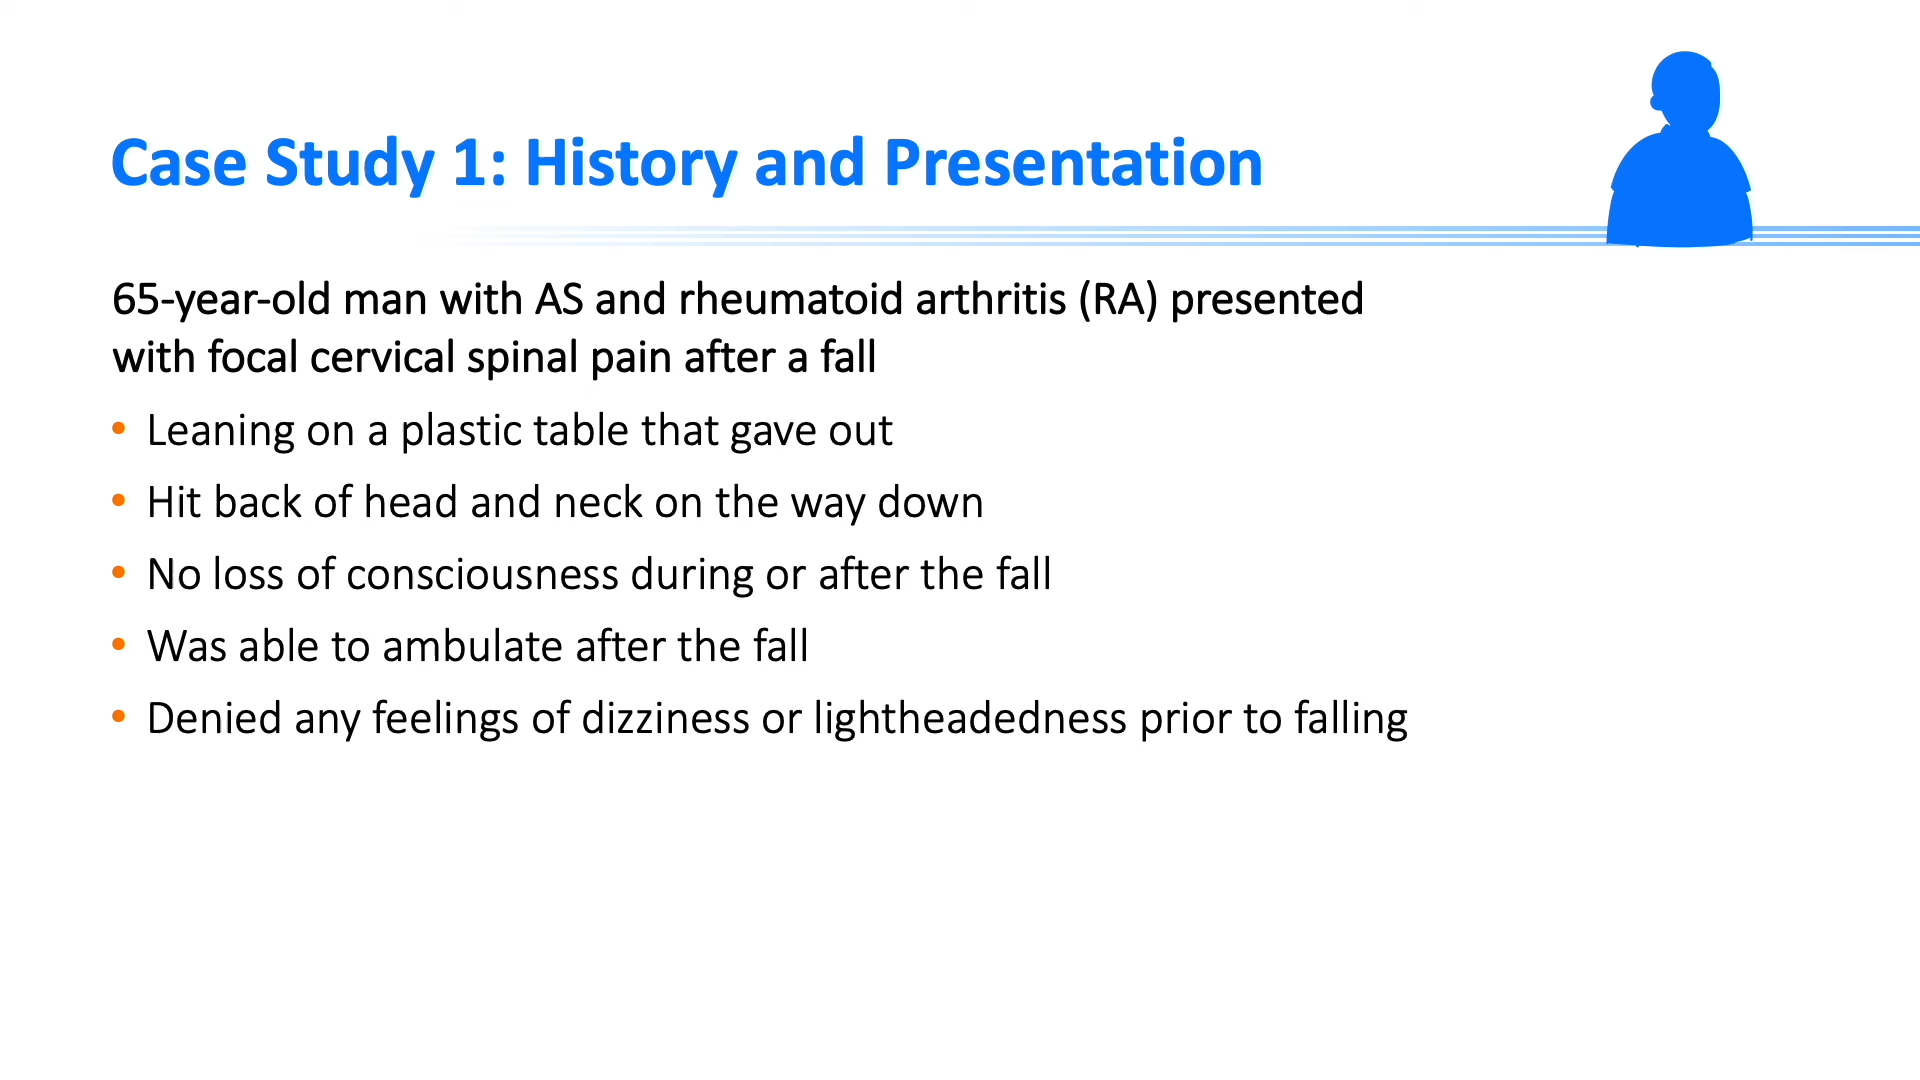 Case Study 1: History and Presentation
65-year-old man with AS and rheumatoid arthritis (RA) presented
with focal cervical spinal pain after a fall
• Leaning on a plastic table that gave out
• Hit back of head and neck on the way down
• No loss of consciousness during or after the fall
• Was able to ambulate after the fall
• Denied any feelings of dizziness or lightheadedness prior to falling